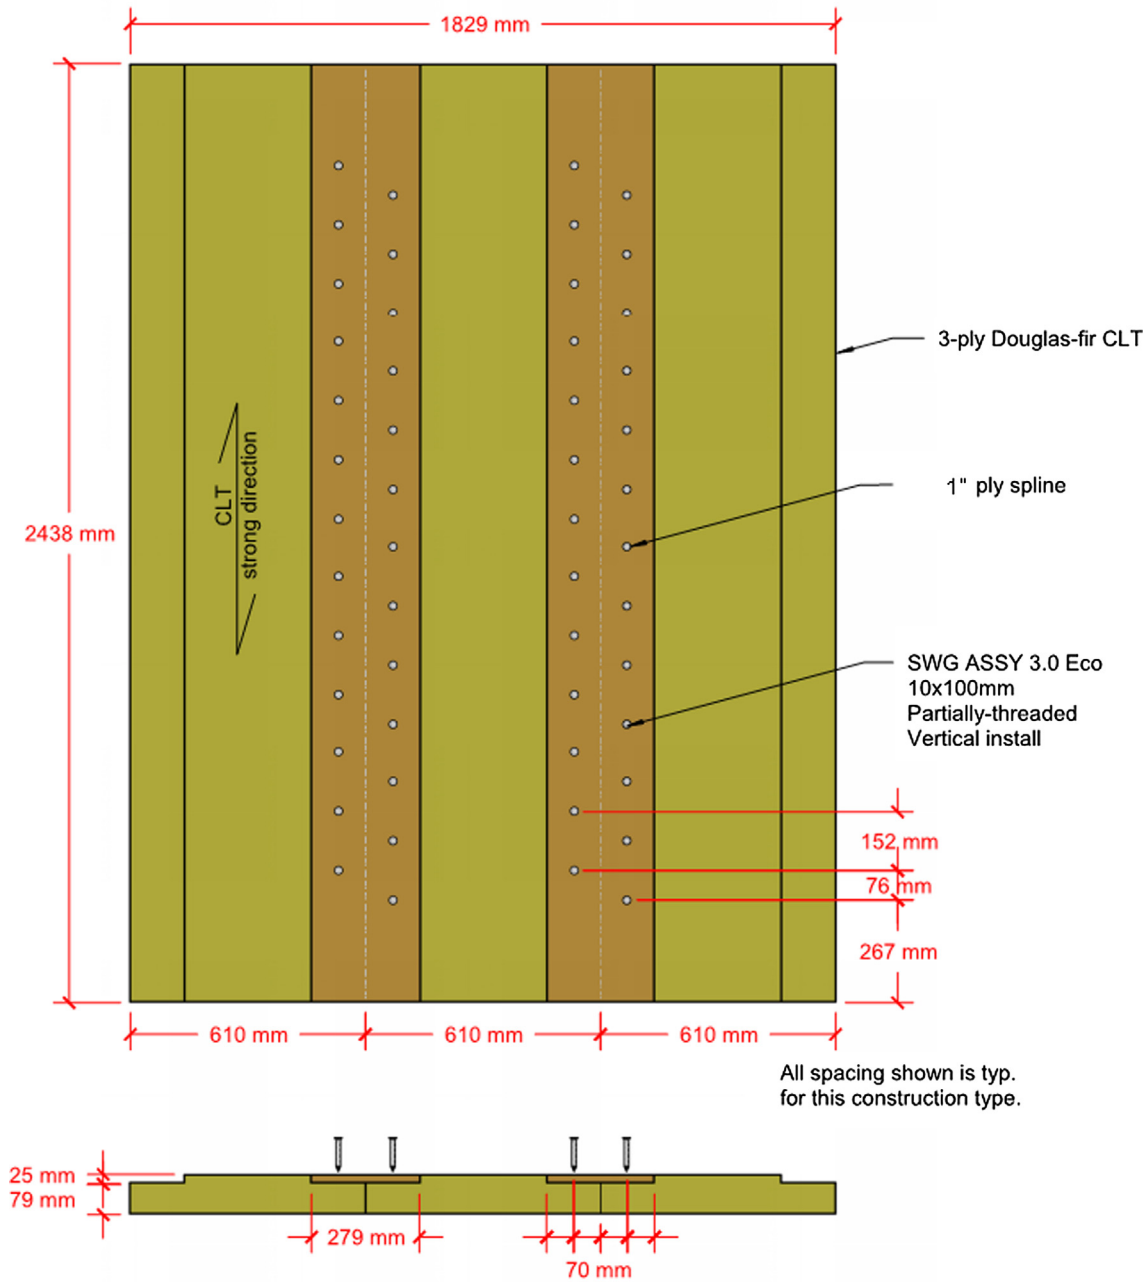 1829 mm
3-ply Douglas-fir CLT
CLT
strong direction
1" ply spline
2438 mm
SWG ASSY 3.0 Eco
10x100mm
Partially-threaded
Vertical install
152 mm
76 mm
267 mm
610 mm
610 mm
610 mm
All spacing shown is typ.
for this construction type.
25 mm
79 mm
279 mm
70 mm